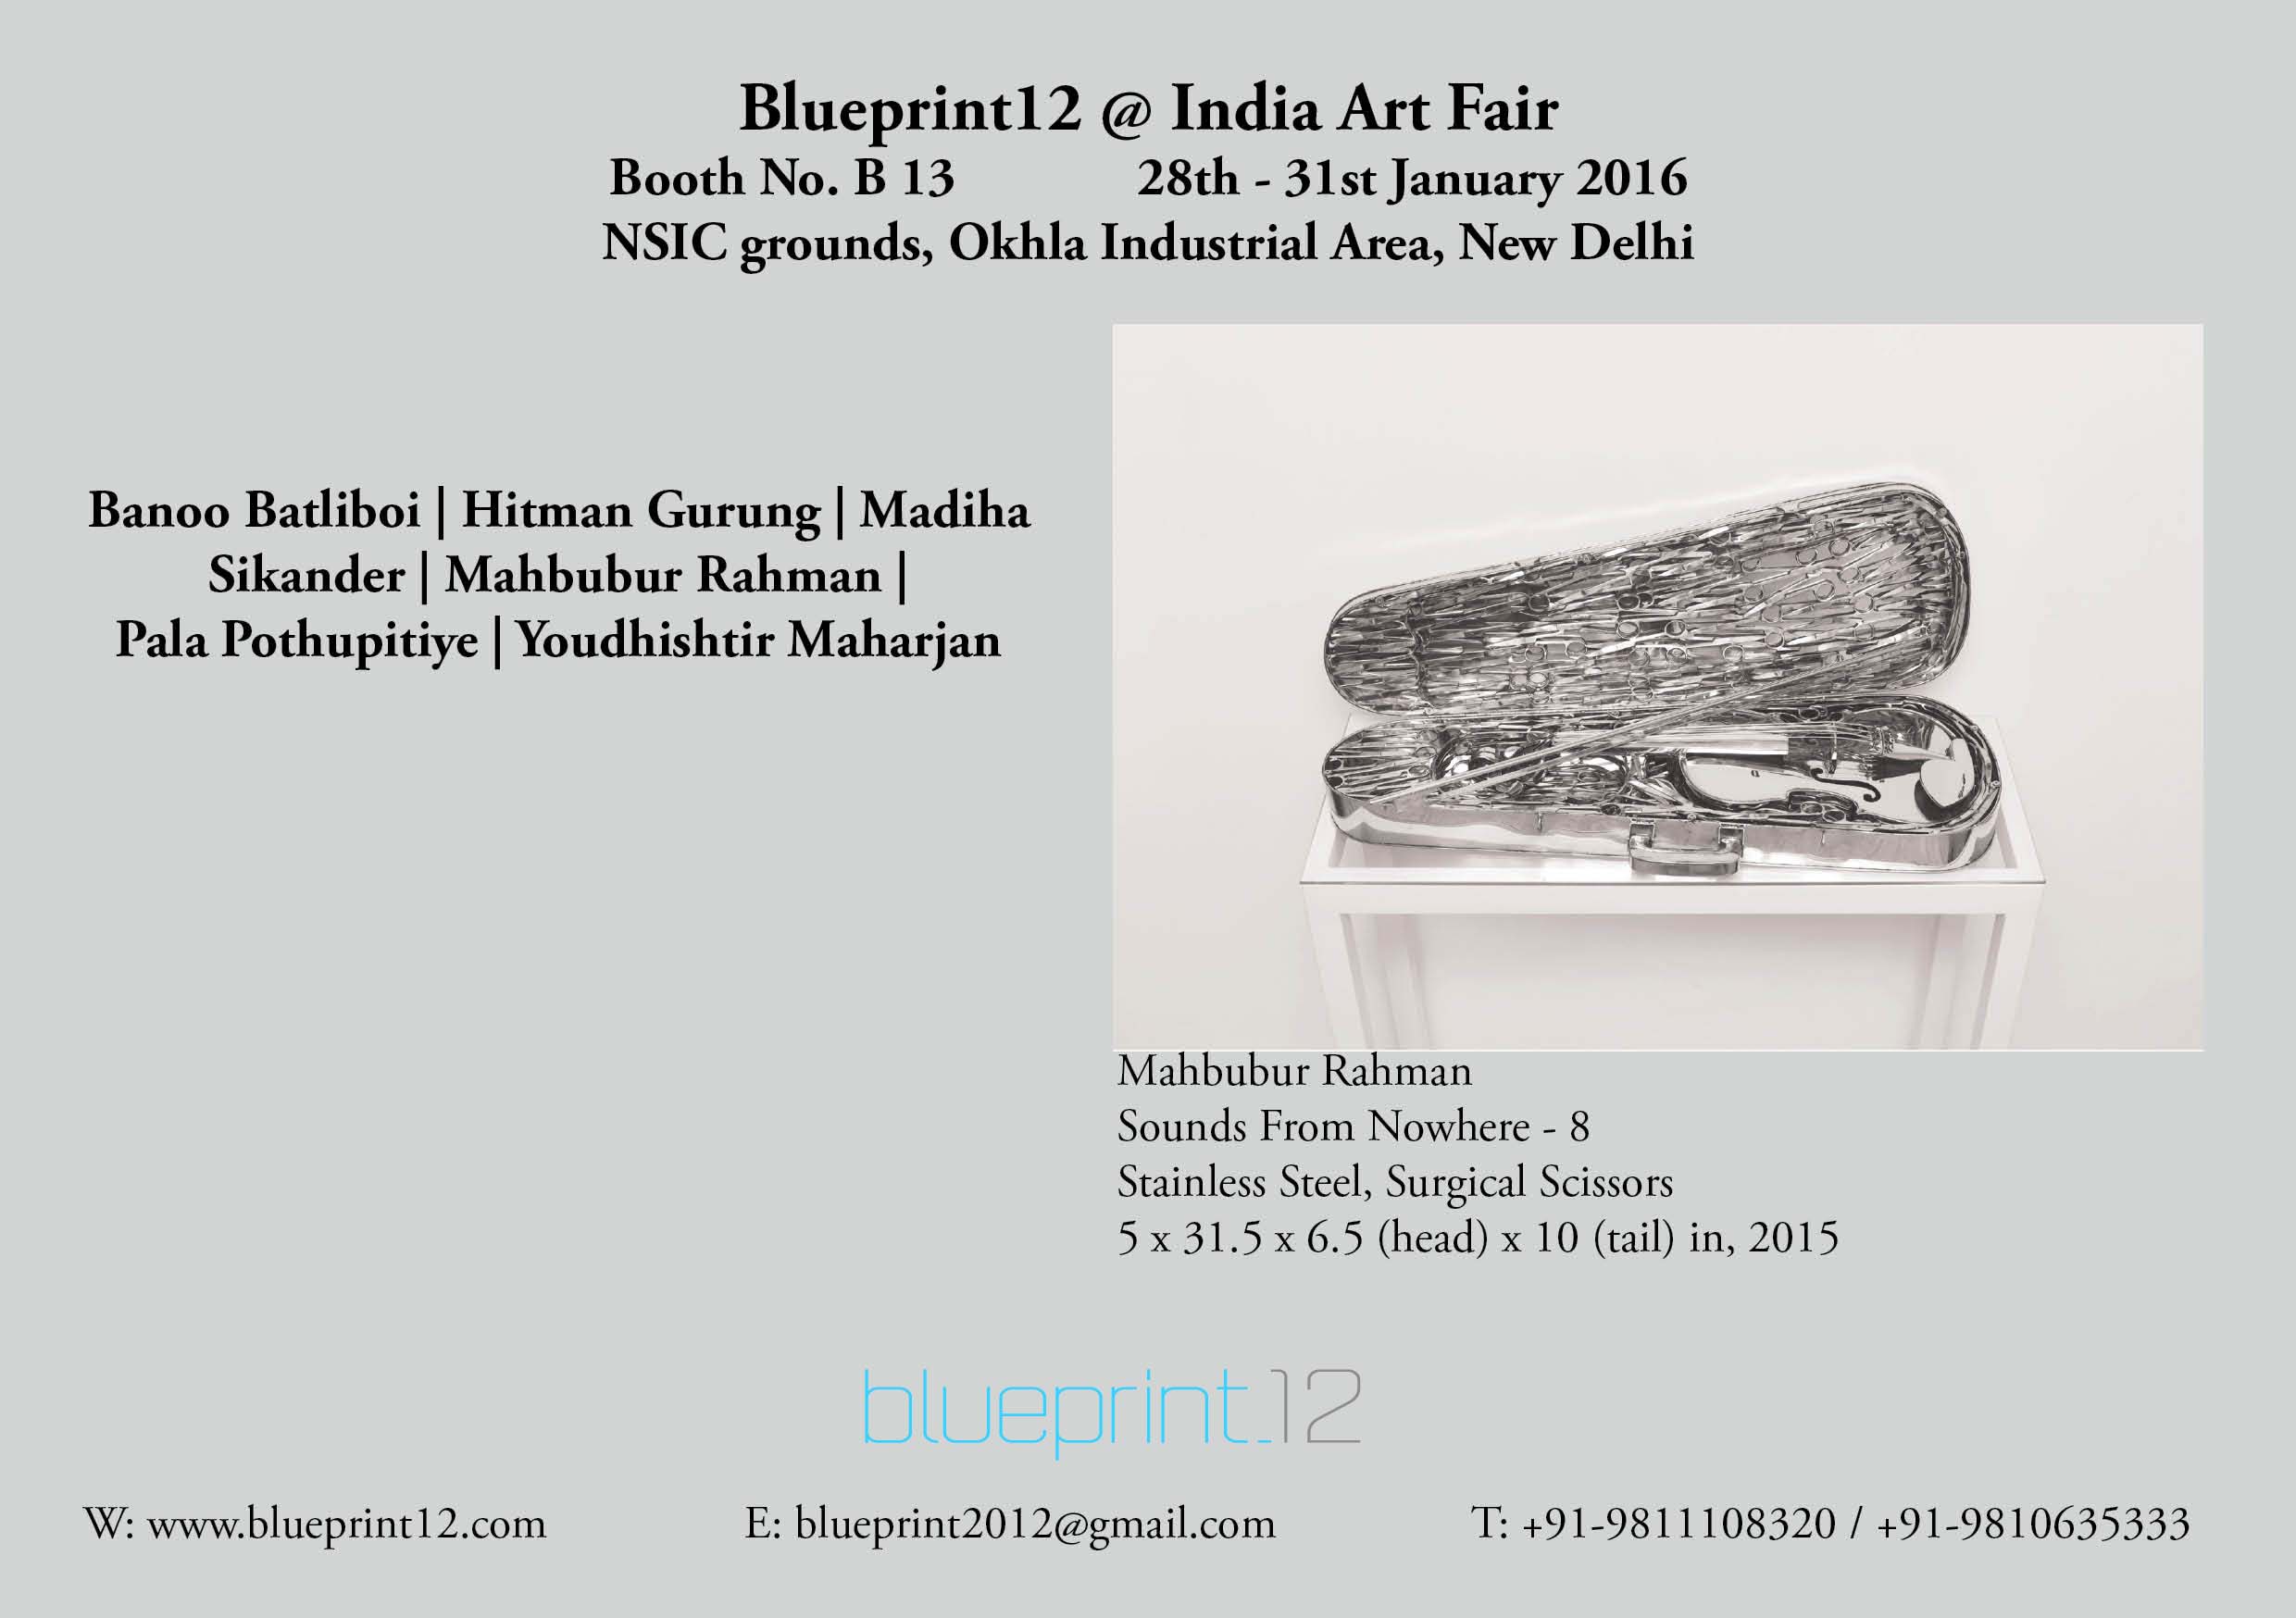 Blueprint12 @ India Art Fair
Booth No. B 13 28th - 31st January 2016
NSIC grounds, Okhla Industrial Area, New Delhi
Banoo Batliboi | Hitman Gurung | Madiha
Sikander | Mahbubur Rahman |
Pala Pothupitiye | Youdhishtir Maharjan
Mahbubur Rahman
Sounds From Nowhere - 8
Stainless Steel, Surgical Scissors
5 x 31.5 x 6.5 (head) x 10 (tail) in, 2015
blueprint_12
W: www.blueprint12.com E: blueprint2012@gmail.com T: +91-9811108320 / +91-9810635333